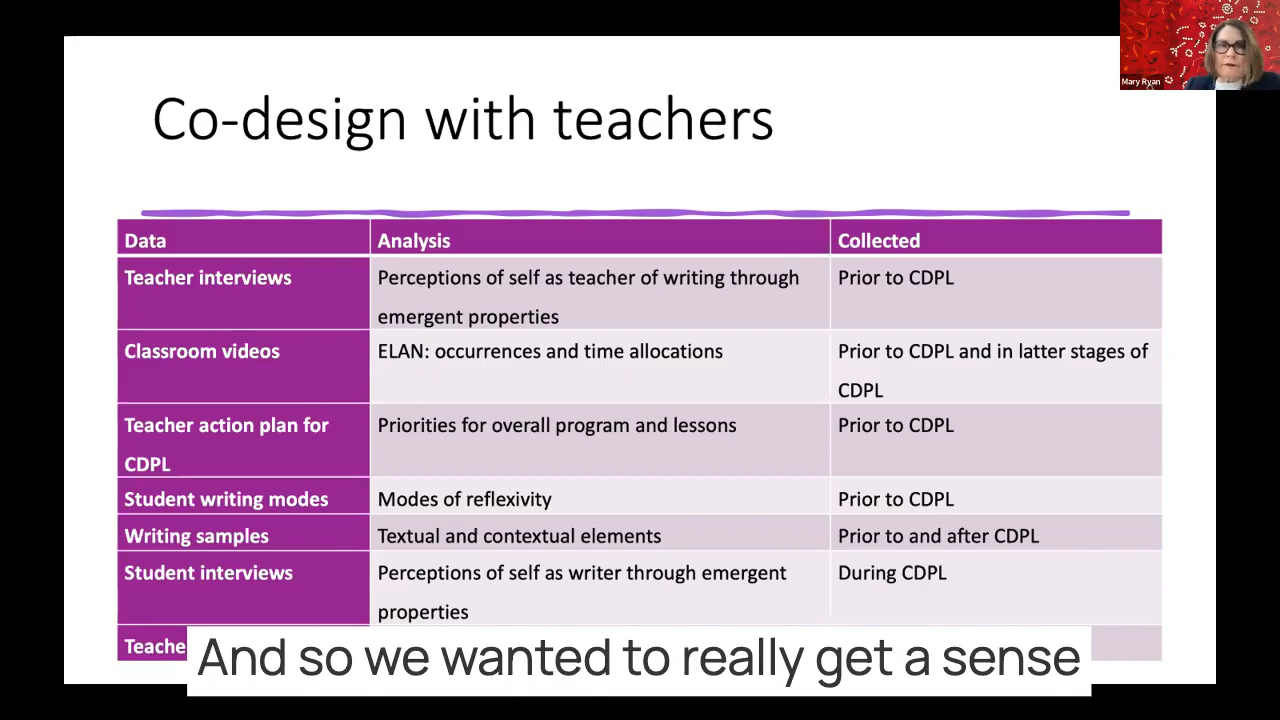 Mary Ryan
Co-design with teachers
Data Analysis Collected
Teacher interviews Perceptions of self as teacher of writing through Prior to CDPL
emergent properties
Classroom videos ELAN: occurrences and time allocations Prior to CDPL and in latter stages of
CDPL
Teacher action plan for Priorities for overall program and lessons Prior to CDPL
CDPL
Student writing modes Modes of reflexivity Prior to CDPL
Writing samples Textual and contextual elements Prior to and after CDPL
Student interviews Perceptions of self as writer through emergent During CDPL
properties
Teache
And so we wanted to really get a sense